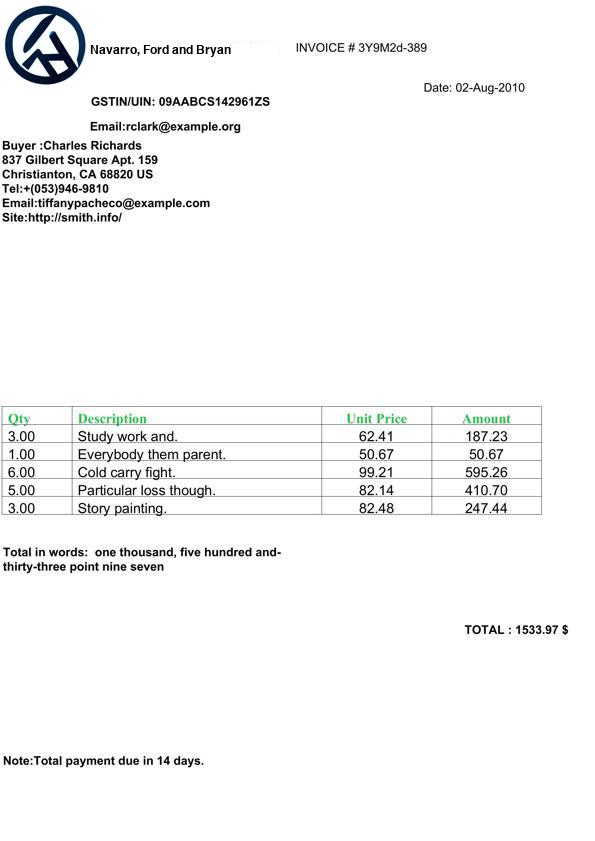 Navarro, Ford and Bryan
INVOICE # 3Y9M2d-389
Date: 02-Aug-2010
GSTIN/UIN: 09AABCS142961ZS
Email:rclark@example.org
Buyer :Charles Richards
837 Gilbert Square Apt. 159
Christianton, CA 68820 US
Tel:+(053)946-9810
Email:tiffanypacheco@example.com
Site:http://smith.info/
Qty Description Unit Price Amount
3.00 Study work and. 62.41 187.23
1.00 Everybody them parent. 50.67 50.67
6.00 Cold carry fight. 99.21 595.26
5.00 Particular loss though. 82.14 410.70
3.00 Story painting. 82.48 247.44
Total in words: one thousand, five hundred and-
thirty-three point nine seven
TOTAL : 1533.97 $
Note:Total payment due in 14 days.